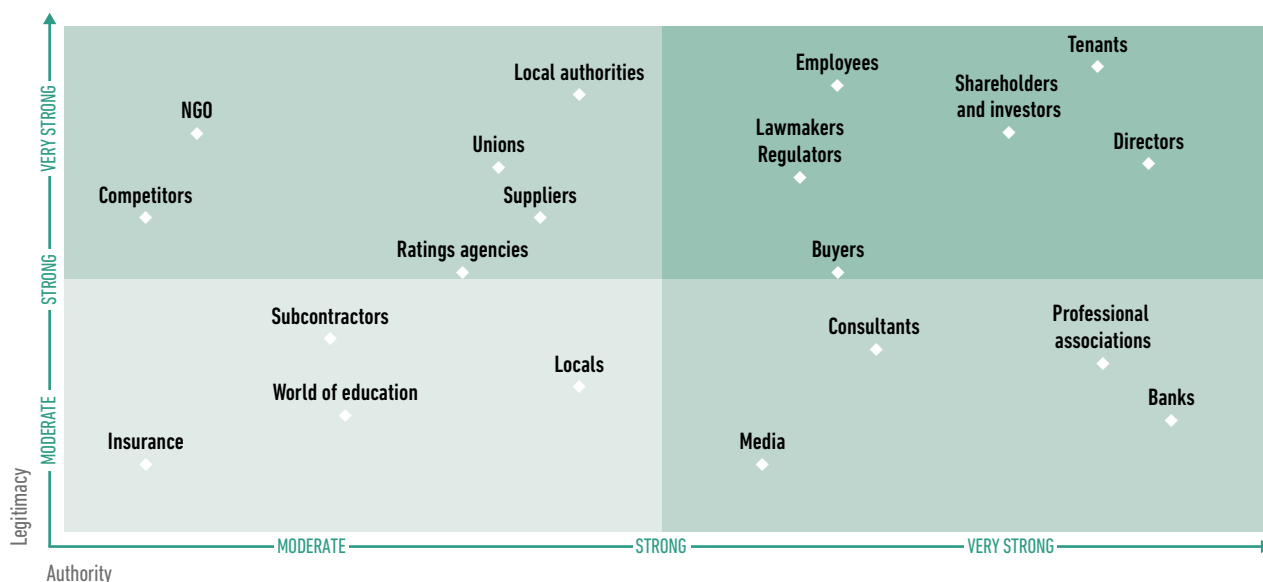 Tenants
Employees
Local authorities
Shareholders
and investors
NGO
Lawmakers
Regulators
Unions
Directors
Competitors
Suppliers
Ratings agencies
Buyers
Subcontractors
Consultants
Professional
associations
Locals
World of education
Banks
Insurance
Media
VERY STRONG
STRONG
MODERATE
Legitimacy
MODERATE
STRONG
VERY STRONG
Authority